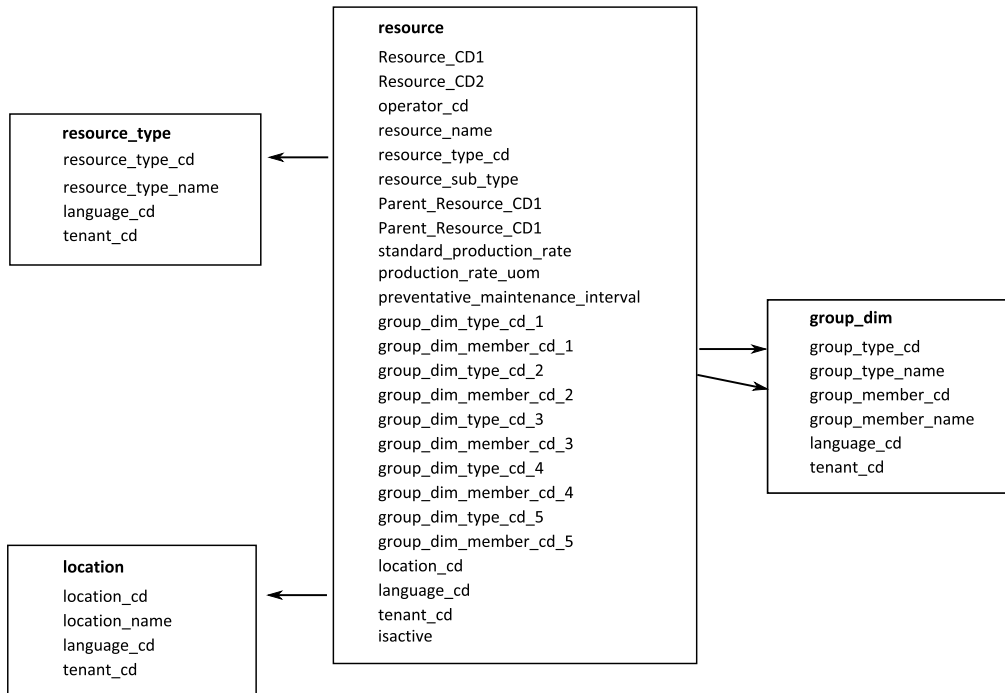 resource
Resource_CD1
Resource_CD2
operator_cd
resource_name
resource_type_cd
resource_sub_type
Parent_Resource_CD1
Parent_Resource_CD1
standard_production_rate
production_rate_uom
preventative_maintenance_interval
group_dim_type_cd_1
group_dim_member_cd_1
group_dim_type_cd_2
group_dim_member_cd_2
group_dim_type_cd_3
group_dim_member_cd_3
group_dim_type_cd_4
group_dim_member_cd_4
group_dim_type_cd_5
group_dim_member_cd_5
location_cd
language_cd
tenant_cd
isactive
resource_type
resource_type_cd
resource_type_name
language_cd
tenant_cd
group_dim
group_type_cd
group_type_name
group_member_cd
group_member_name
language_cd
tenant_cd
location
location_cd
location_name
language_cd
tenant_cd